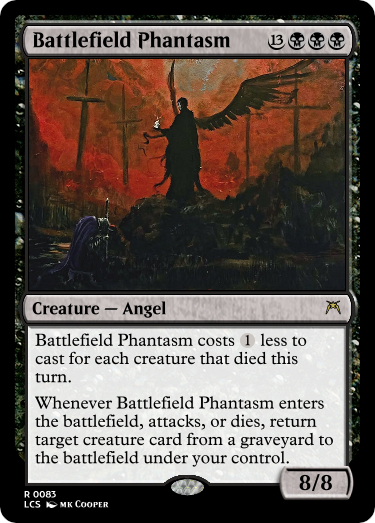 Battlefield Phantasm 13
Creature — Angel
Battlefield Phantasm costs 1 less to
cast for each creature that died this
turn.
Whenever Battlefield Phantasm enters
the battlefield, attacks, or dies, return
target creature card from a graveyard to
the battlefield under your control.
8/8
R 0083
LCS MK COOPER